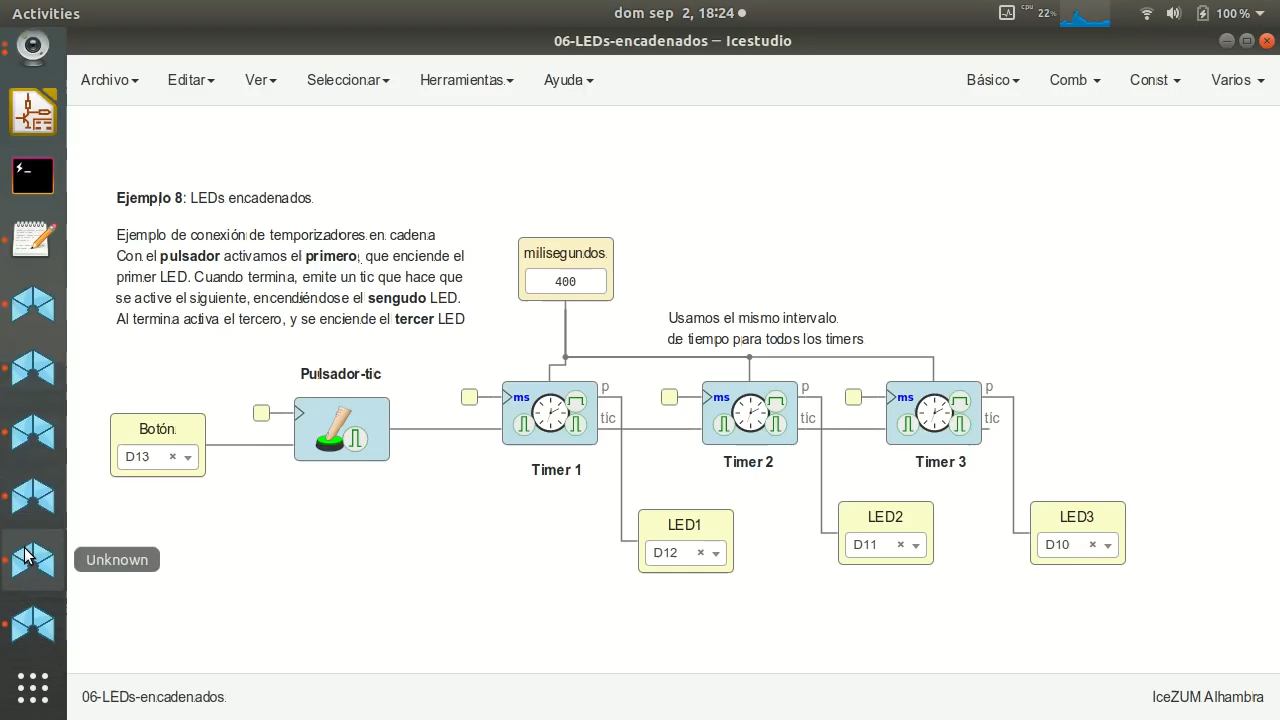 Activities
dom sep 2, 18:24
cpu
22%
100 %
06-LEDs-encadenados — Icestudio
Archivo
Editar
Ver
Seleccionar
Herramientas
Ayuda
Básico
Comb
Const
Varios
Ejemplo 8: LEDs encadenados.
Ejemplo de conexión de temporizadores en cadena
Con el pulsador activamos el primero, que enciende el
primer LED. Cuando termina, emite un tic que hace que
se active el siguiente, encendiéndose el sengudo LED.
Al termina activa el tercero, y se enciende el tercer LED
milisegundos.
400
Usamos el mismo intervalo
de tiempo para todos los timers
Pulsador-tic
Botón
D13
ms
p
tic
Timer 1
ms
p
tic
Timer 2
ms
p
tic
Timer 3
LED1
D12
LED2
D11
LED3
D10
Unknown
06-LEDs-encadenados.
IceZUM Alhambra